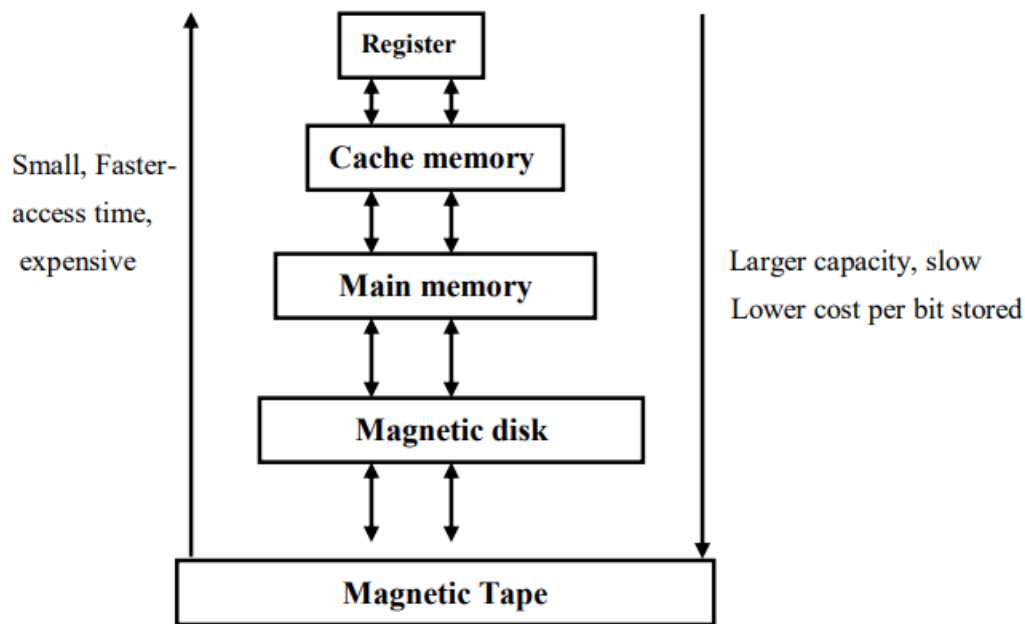 Register
Cache memory
Small, Faster-
access time,
expensive
Main memory
Larger capacity, slow
Lower cost per bit stored
Magnetic disk
Magnetic Tape